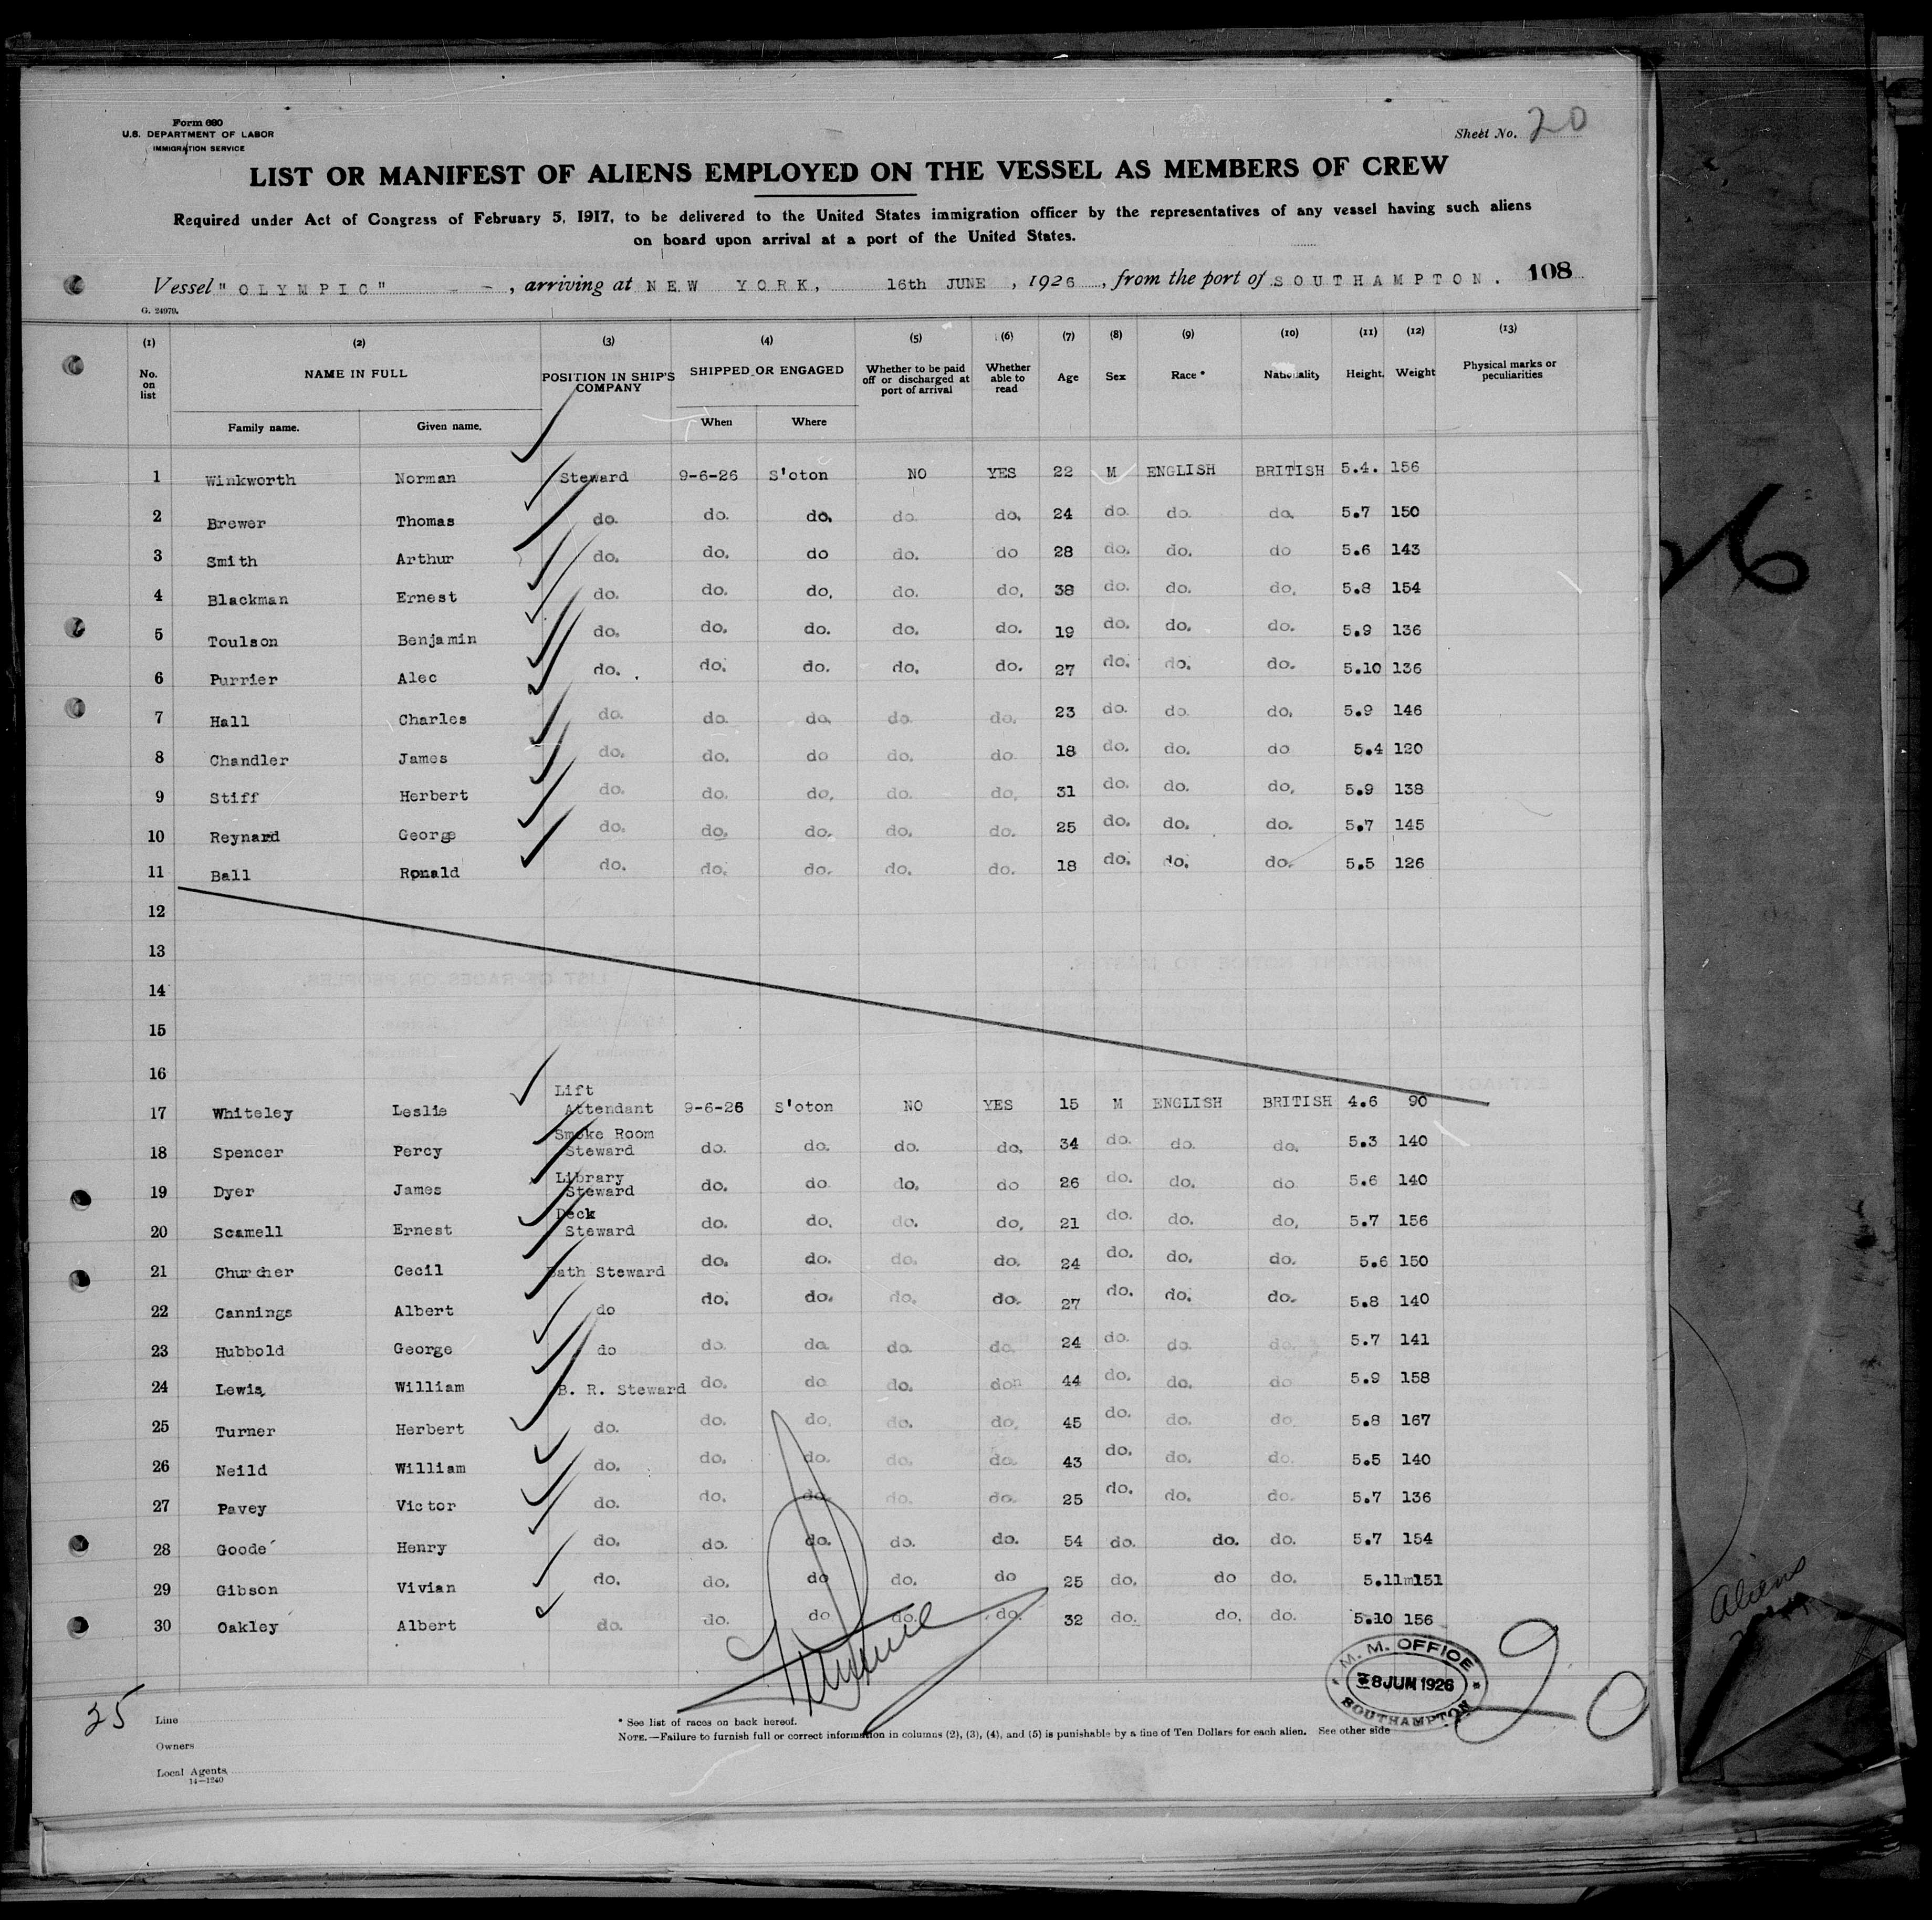 Form 680
U.S. DEPARTMENT OF LABOR
IMMIGRATION SERVICE
Sheet No. 20
LIST OR MANIFEST OF ALIENS EMPLOYED ON THE VESSEL AS MEMBERS OF CREW
Required under Act of Congress of February 5, 1917, to be delivered to the United States immigration officer by the representatives of any vessel having such aliens
on board upon arrival at a port of the United States.
Vessel "OLYMPIC" - - , arriving at NEW YORK, 16th JUNE , 1926 , from the port of SOUTHAMPTON. 108
G. 24979.
(1) (2) (3) (4) (5) (6) (7) (8) (9) (10) (11) (12) (13)
No. on list NAME IN FULL POSITION IN SHIP'S COMPANY SHIPPED OR ENGAGED Whether to be paid off or discharged at port of arrival Whether able to read Age Sex Race * Nationality Height Weight Physical marks or peculiarities
Family name. Given name. When Where
1 Winkworth Norman Steward 9-6-26 S'oton NO YES 22 M ENGLISH BRITISH 5.4. 156
2 Brewer Thomas do. do. do. do. do. 24 do. do. do. 5.7 150
3 Smith Arthur do. do. do do. do 28 do. do. do 5.6 143
4 Blackman Ernest do. do. do. do. do. 38 do. do. do. 5.8 154
5 Toulson Benjamin do. do. do. do. do. 19 do. do. do. 5.9 136
6 Purrier Alec do. do. do. do. do. 27 do. do. do. 5.10 136
7 Hall Charles do. do. do. do. do. 23 do. do. do. 5.9 146
8 Chandler James do. do. do do. do. 18 do. do. do 5.4 120
9 Stiff Herbert do. do. do. do. do. 31 do. do. do. 5.9 138
10 Reynard George do. do. do. do. do. 25 do. do. do. 5.7 145
11 Ball Ronald do. do. do. do. do. 18 do. do. do. 5.5 126
12
13
14
15
16
17 Whiteley Leslie Lift Attendant 9-6-26 S'oton NO YES 15 M ENGLISH BRITISH 4.6 90
18 Spencer Percy Smoke Room Steward do. do. do. do. 34 do. do. do. 5.3 140
19 Dyer James Library Steward do. do do. do 26 do. do. do 5.6 140
20 Scamell Ernest Deck Steward do. do. do. do. 21 do. do. do. 5.7 156
21 Churcher Cecil Bath Steward do. do. do. do. 24 do. do. do. 5.6 150
22 Cannings Albert do do. do. do. do. 27 do. do. do. 5.8 140
23 Hubbold George do do. do. do. do. 24 do. do. do. 5.7 141
24 Lewis William B. R. Steward do. do do. do 44 do. do. do 5.9 158
25 Turner Herbert do. do. do. do. do. 45 do. do. do. 5.8 167
26 Neild William do. do. do. do. do. 43 do. do. do. 5.5 140
27 Pavey Victor do. do. do. do. do. 25 do. do. do. 5.7 136
28 Goode Henry do. do. do. do. do. 54 do. do. do. 5.7 154
29 Gibson Vivian do. do. do do. do 25 do. do do. 5.11 151
30 Oakley Albert do. do. do do. do. 32 do. do. do. 5.10 156
M. M. OFFICE
8 JUN 1926
SOUTHAMPTON
20
25
Line
Owners
Local Agents
14—1240
* See list of races on back hereof.
NOTE.—Failure to furnish full or correct information in columns (2), (3), (4), and (5) is punishable by a fine of Ten Dollars for each alien. See other side
26
Aliens